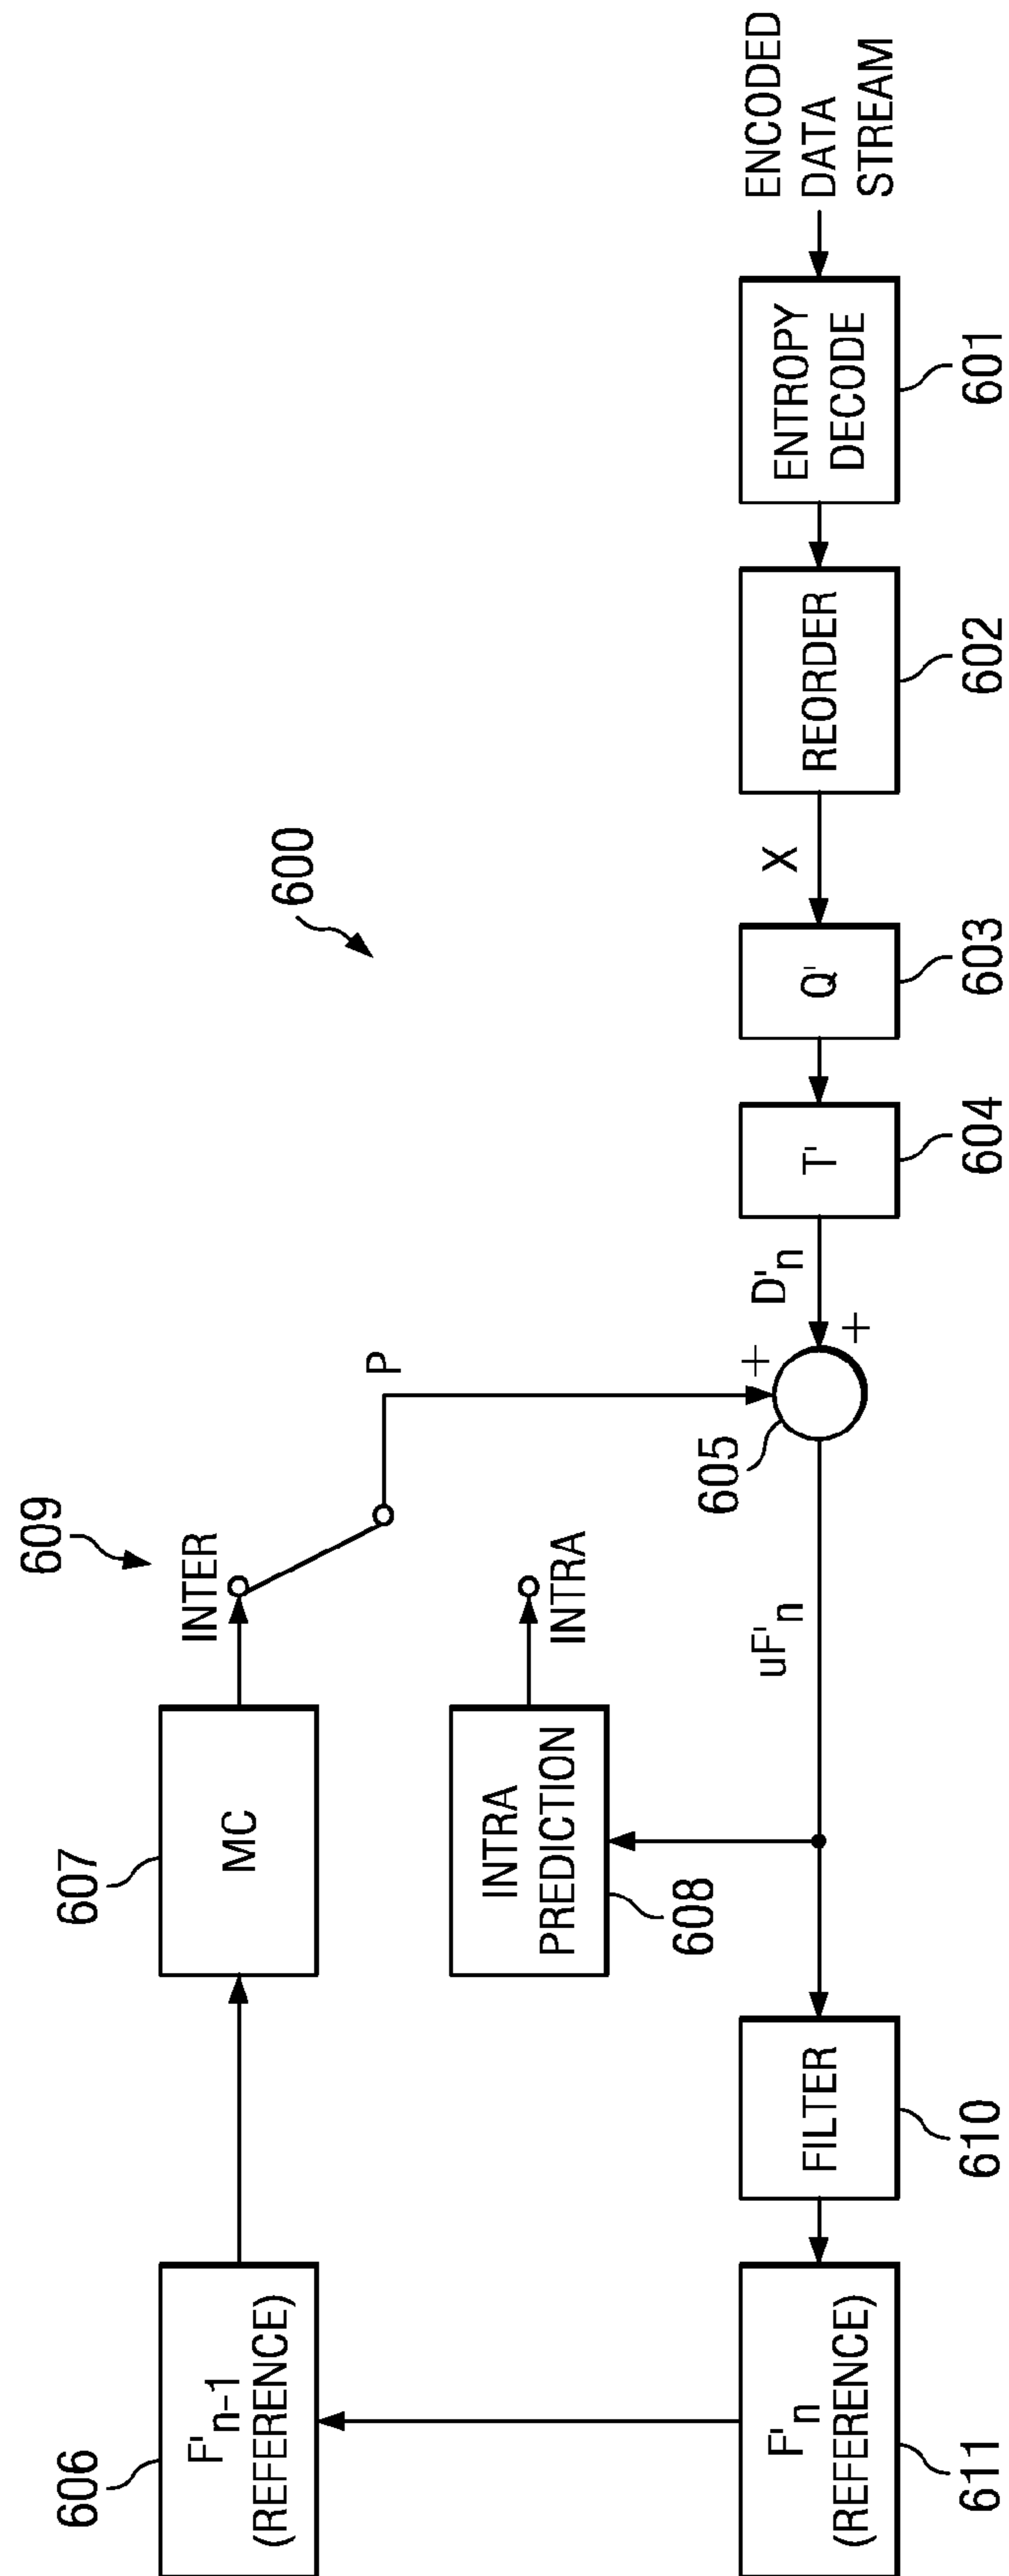 606
F'n-1
(REFERENCE)
607
MC
609
INTER
P
600
INTRA
PREDICTION
608
INTRA
611
F'n
(REFERENCE)
610
FILTER
uF'n
605
+
+
D'n
T'
604
Q'
603
X
REORDER
602
ENTROPY
DECODE
601
ENCODED
DATA
STREAM